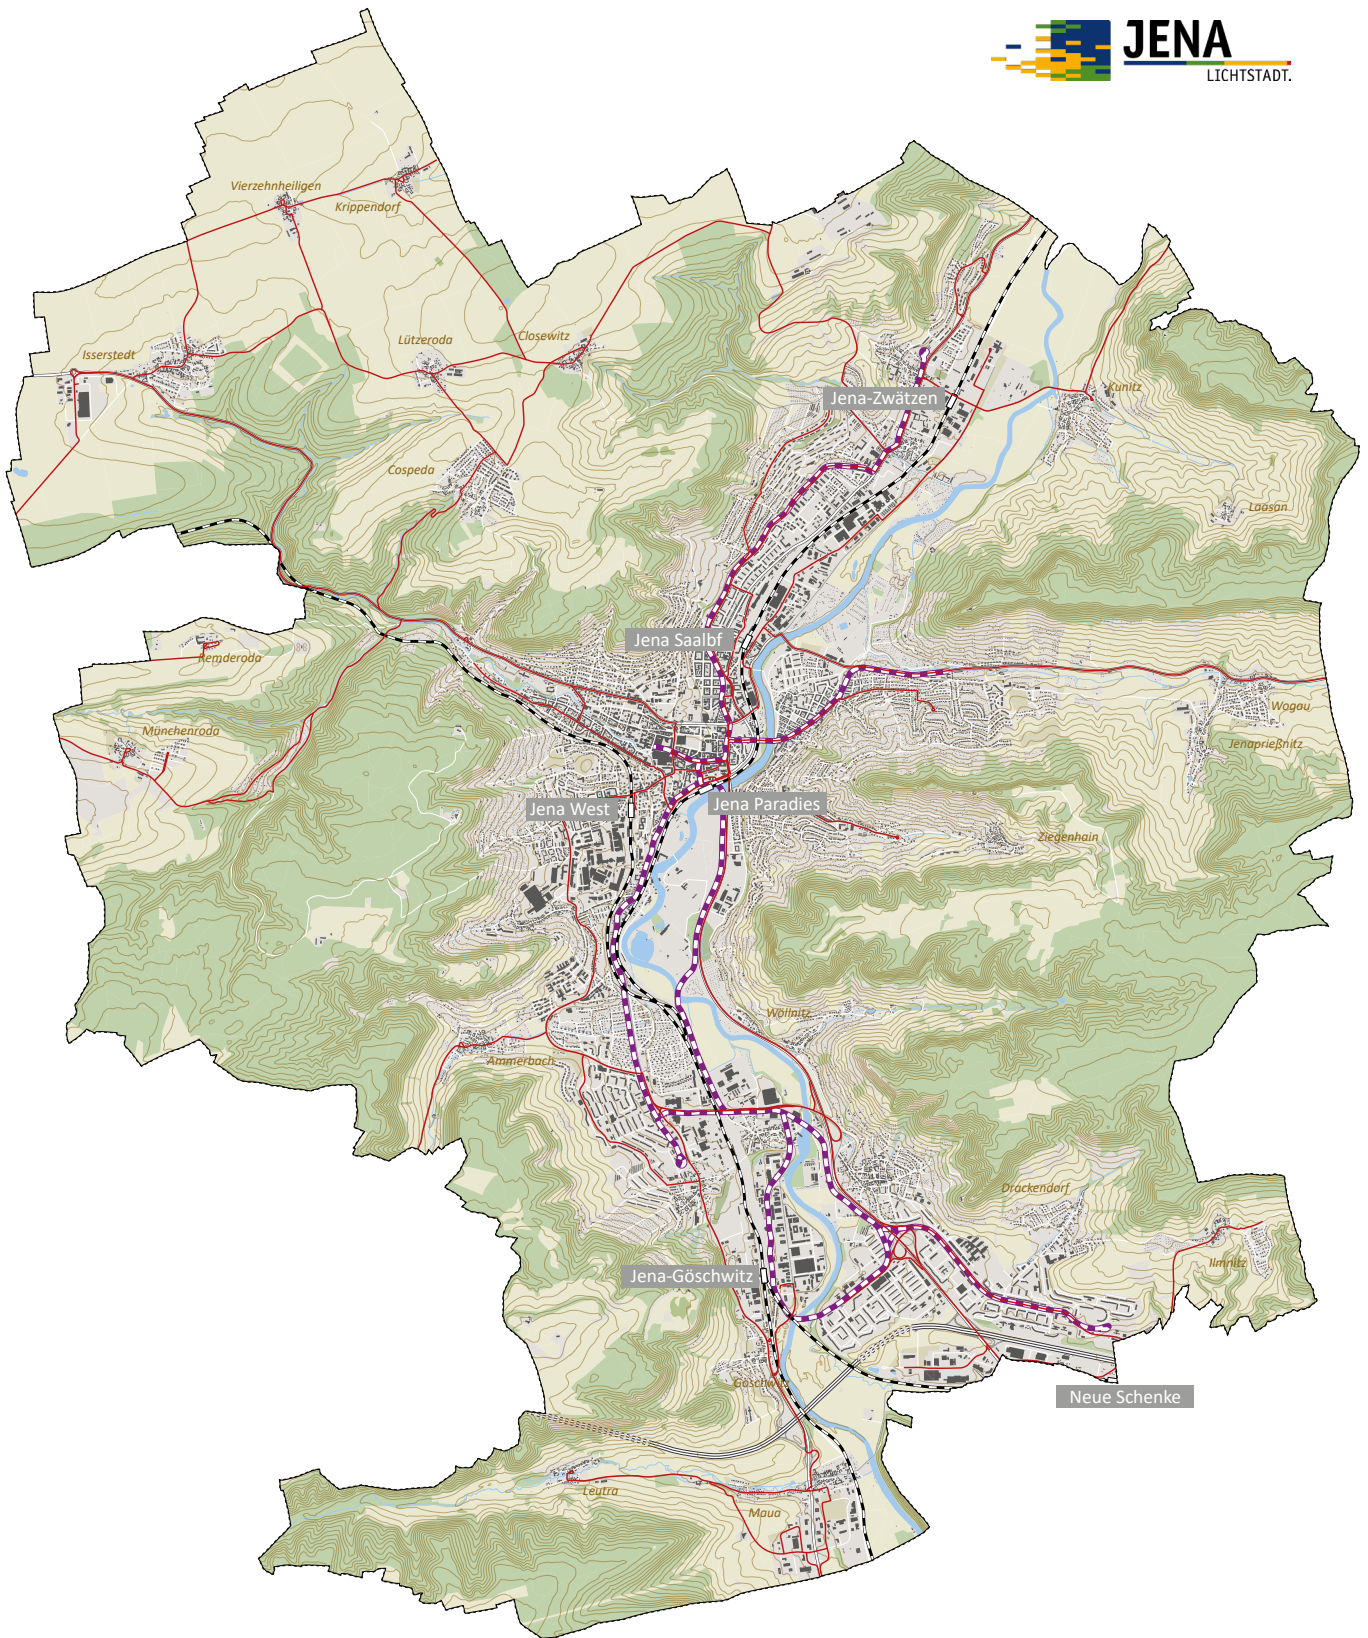 JENA
LICHTSTADT.
Vierzehnheiligen
Krippendorf
Isserstedt
Lützeroda
Closewitz
Jena-Zwätzen
Kunitz
Cospeda
Laasan
Jena Saalbf
Remderoda
Wogau
Münchenroda
Jenaprießnitz
Jena West
Jena Paradies
Ziegenhain
Wöllnitz
Ammerbach
Drackendorf
Ilmnitz
Jena-Göschwitz
Göschwitz
Neue Schenke
Leutra
Maua